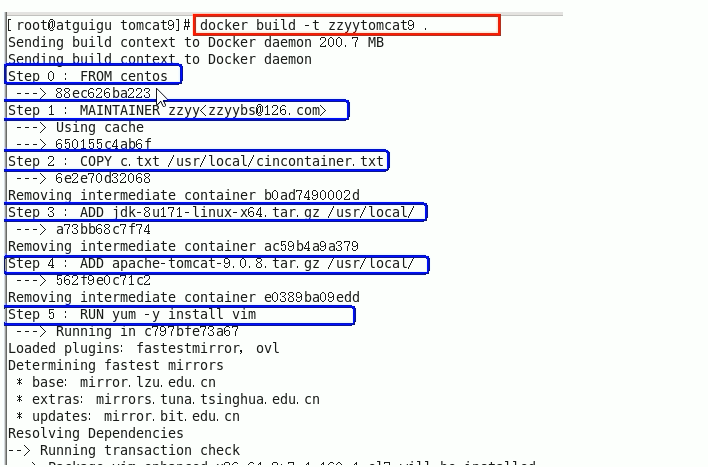 [root@atguigu tomcat9]# docker build -t zzyytomcat9 .
Sending build context to Docker daemon 200.7 MB
Sending build context to Docker daemon
Step 0 : FROM centos
---> 88ec626ba223
Step 1 : MAINTAINER zzyy<zzyybs@126.com>
---> Using cache
---> 650155c4ab6f
Step 2 : COPY c.txt /usr/local/cincontainer.txt
---> 6e2e70d32068
Removing intermediate container b0ad7490002d
Step 3 : ADD jdk-8u171-linux-x64.tar.gz /usr/local/
---> a73bb68c7f74
Removing intermediate container ac59b4a9a379
Step 4 : ADD apache-tomcat-9.0.8.tar.gz /usr/local/
---> 562f9e0c71c2
Removing intermediate container e0389ba09edd
Step 5 : RUN yum -y install vim
---> Running in c797bfe73a67
Loaded plugins: fastestmirror, ovl
Determining fastest mirrors
* base: mirror.lzu.edu.cn
* extras: mirrors.tuna.tsinghua.edu.cn
* updates: mirror.bit.edu.cn
Resolving Dependencies
--> Running transaction check